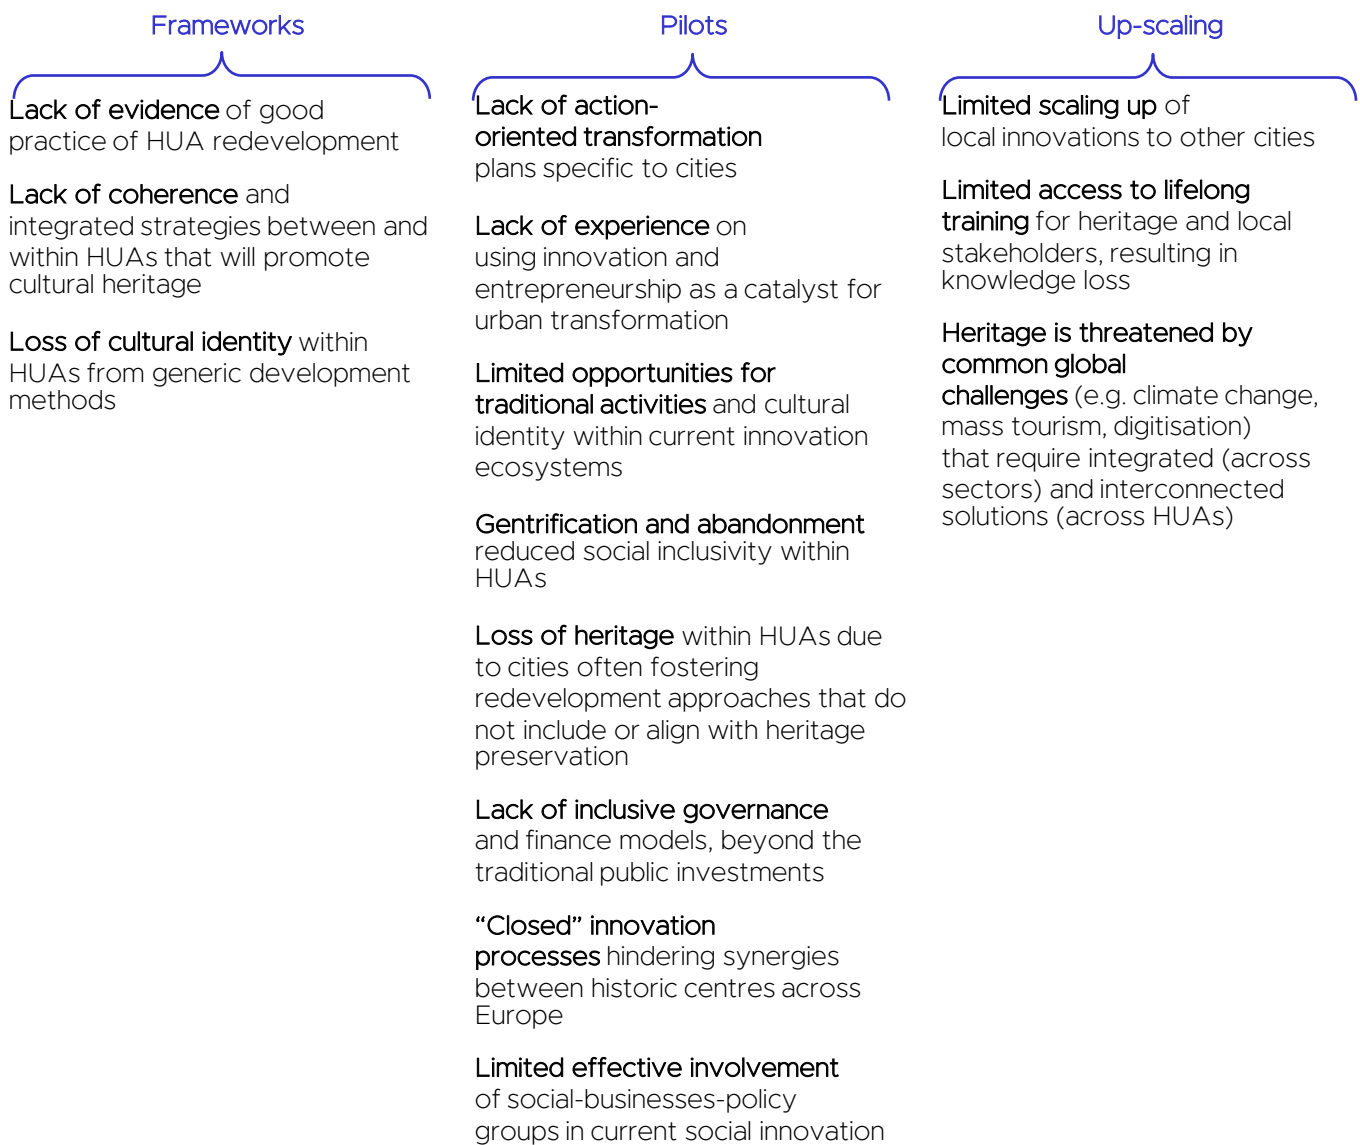 Frameworks
Lack of evidence of good
practice of HUA redevelopment
Lack of coherence and
integrated strategies between and
within HUAs that will promote
cultural heritage
Loss of cultural identity within
HUAs from generic development
methods
Pilots
Lack of action-
oriented transformation
plans specific to cities
Lack of experience on
using innovation and
entrepreneurship as a catalyst for
urban transformation
Limited opportunities for
traditional activities and cultural
identity within current innovation
ecosystems
Gentrification and abandonment
reduced social inclusivity within
HUAs
Loss of heritage within HUAs due
to cities often fostering
redevelopment approaches that do
not include or align with heritage
preservation
Lack of inclusive governance
and finance models, beyond the
traditional public investments
“Closed” innovation
processes hindering synergies
between historic centres across
Europe
Limited effective involvement
of social-businesses-policy
groups in current social innovation
Up-scaling
Limited scaling up of
local innovations to other cities
Limited access to lifelong
training for heritage and local
stakeholders, resulting in
knowledge loss
Heritage is threatened by
common global
challenges (e.g. climate change,
mass tourism, digitisation)
that require integrated (across
sectors) and interconnected
solutions (across HUAs)